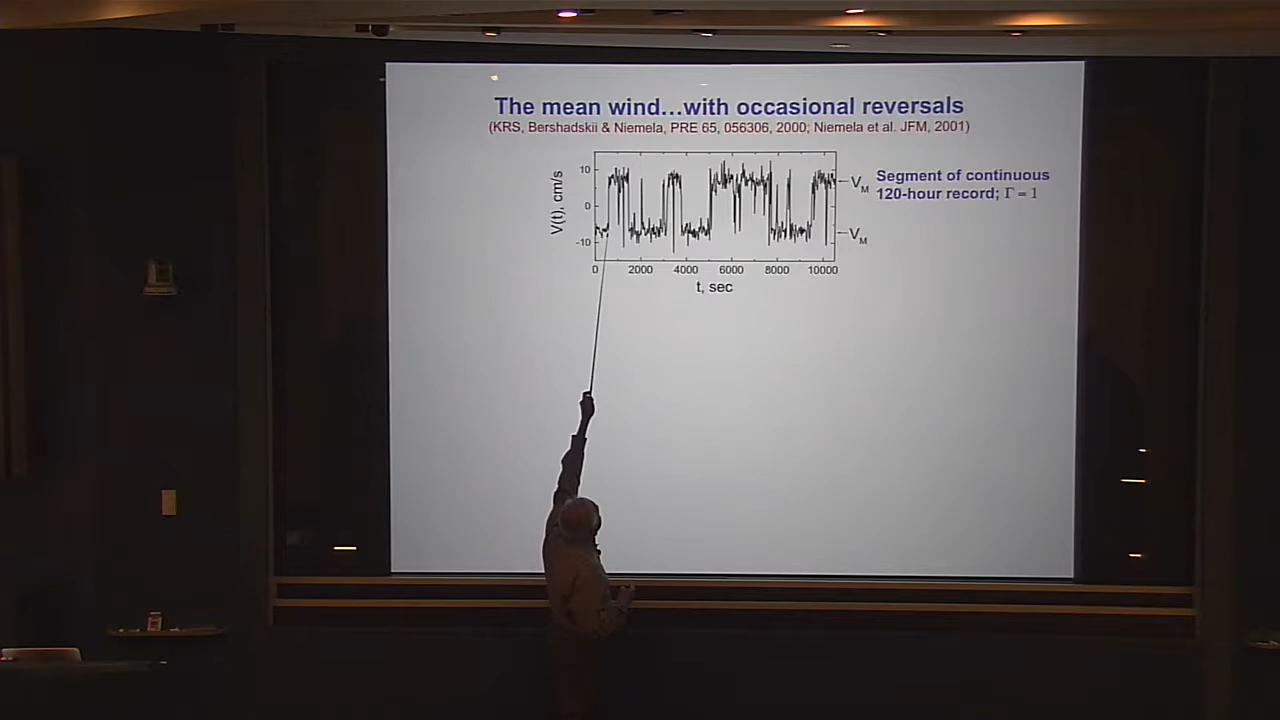 The mean wind…with occasional reversals
(KRS, Bershadskii & Niemela, PRE 65, 056306, 2000; Niemela et al. JFM, 2001)
V(t), cm/s
10
0
-10
V_M
V_M
Segment of continuous
120-hour record; Γ = 1
0 2000 4000 6000 8000 10000
t, sec